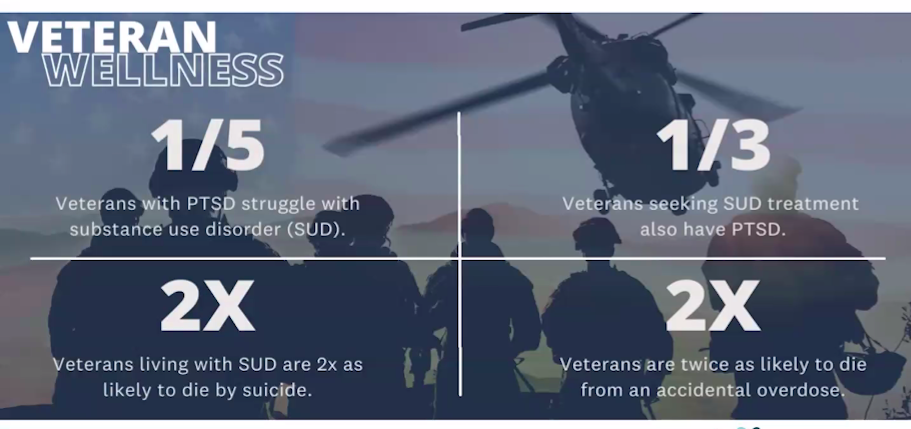 VETERAN
WELLNESS
1/5
Veterans with PTSD struggle with
substance use disorder (SUD).
1/3
Veterans seeking SUD treatment
also have PTSD.
2X
Veterans living with SUD are 2x as
likely to die by suicide.
2X
Veterans are twice as likely to die
from an accidental overdose.